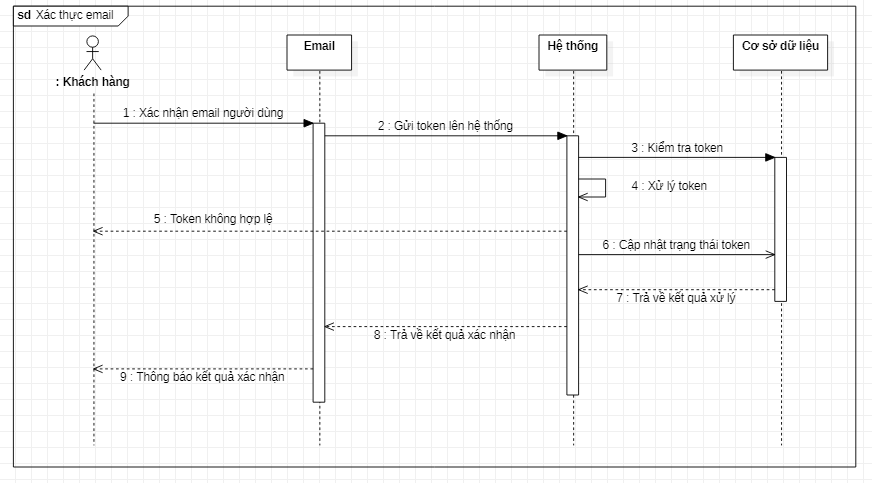 sd Xác thực email
Email
Hệ thống
Cơ sở dữ liệu
: Khách hàng
1 : Xác nhận email người dùng
2 : Gửi token lên hệ thống
3 : Kiểm tra token
4 : Xử lý token
5 : Token không hợp lệ
6 : Cập nhật trạng thái token
7 : Trả về kết quả xử lý
8 : Trả về kết quả xác nhận
9 : Thông báo kết quả xác nhận